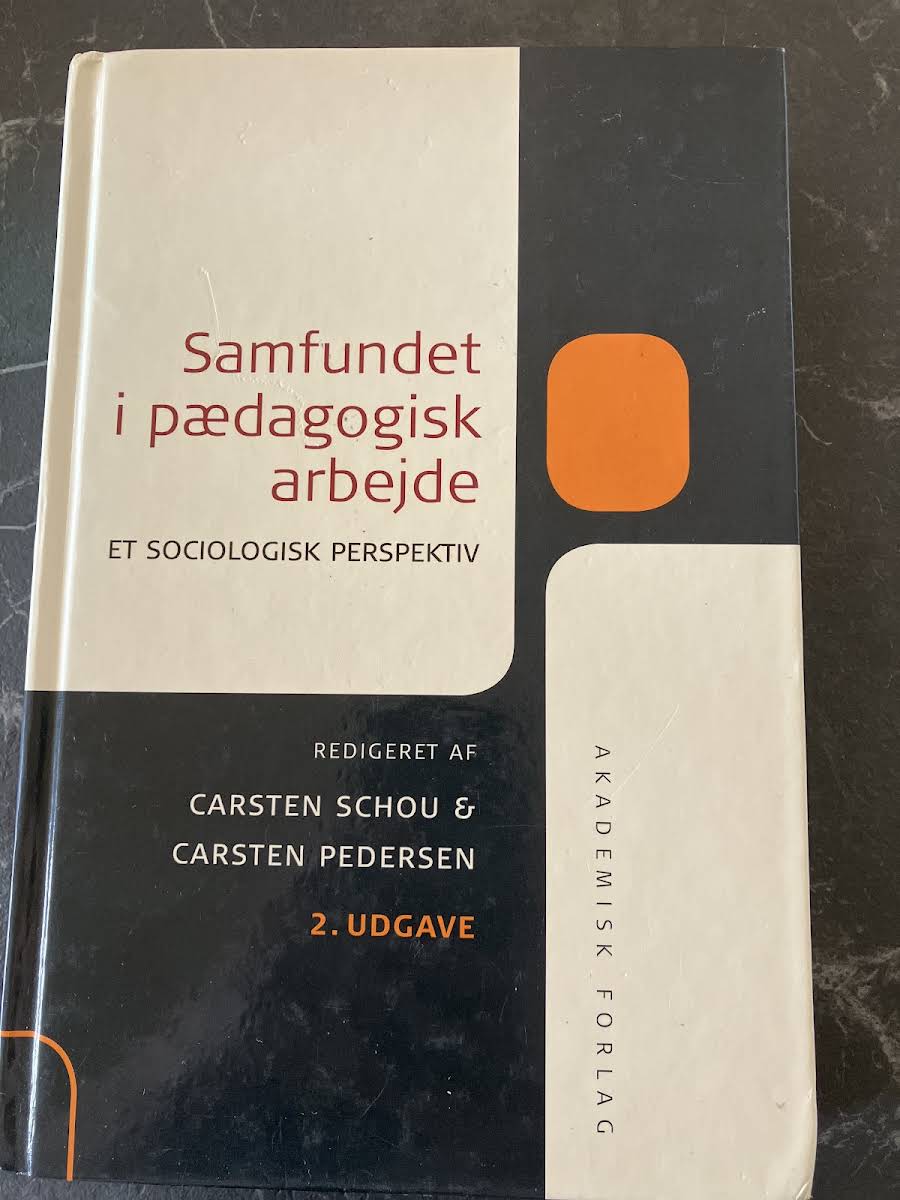 Samfundet
i pædagogisk
arbejde
ET SOCIOLOGISK PERSPEKTIV
REDIGERET AF
CARSTEN SCHOU &
CARSTEN PEDERSEN
2. UDGAVE
AKADEMISK FORLAG